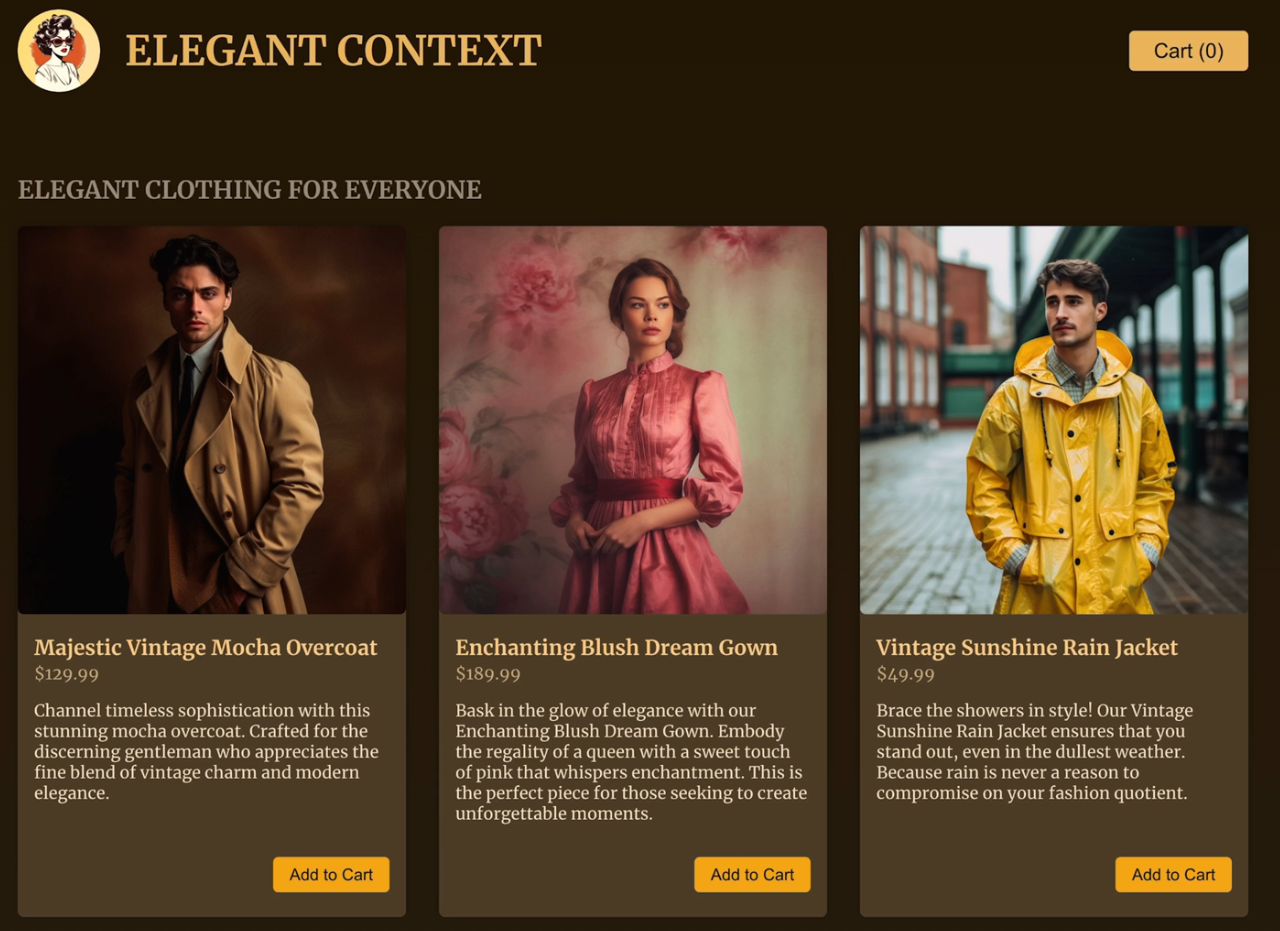 ELEGANT CONTEXT
Cart (0)
ELEGANT CLOTHING FOR EVERYONE
Majestic Vintage Mocha Overcoat
$129.99
Channel timeless sophistication with this
stunning mocha overcoat. Crafted for the
discerning gentleman who appreciates the
fine blend of vintage charm and modern
elegance.
Add to Cart
Enchanting Blush Dream Gown
$189.99
Bask in the glow of elegance with our
Enchanting Blush Dream Gown. Embody
the regality of a queen with a sweet touch
of pink that whispers enchantment. This is
the perfect piece for those seeking to create
unforgettable moments.
Add to Cart
Vintage Sunshine Rain Jacket
$49.99
Brace the showers in style! Our Vintage
Sunshine Rain Jacket ensures that you
stand out, even in the dullest weather.
Because rain is never a reason to
compromise on your fashion quotient.
Add to Cart